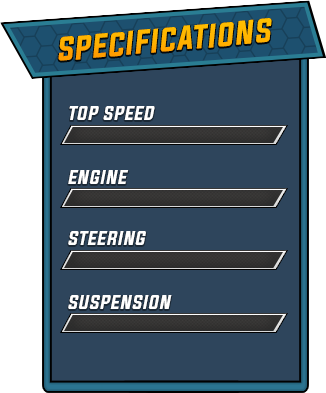 SPECIFICATIONS
TOP SPEED
ENGINE
STEERING
SUSPENSION